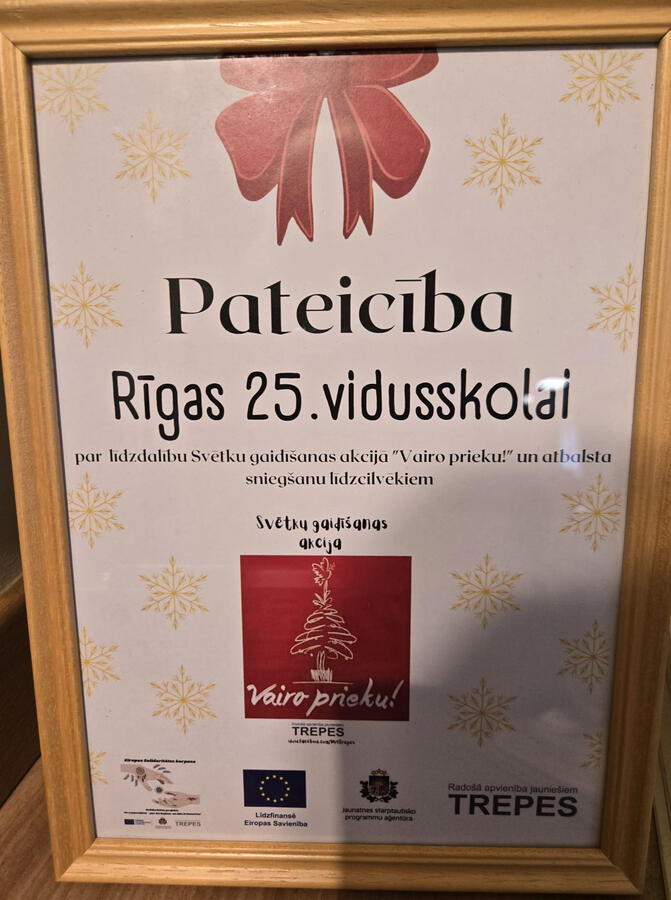 Pateicība
Rīgas 25.vidusskolai
par līdzdalību Svētku gaidīšanas akcijā "Vairo prieku!" un atbalsta
sniegšanu līdzcilvēkiem
Svētku gaidīšanas
akcija
Vairo prieku!
Radošā apvienība jauniešiem
TREPES
Eiropas Solidaritātes korpuss
TREPES
Līdzfinansē
Eiropas Savienība
Jaunatnes starptautisko
programmu aģentūra
Radošā apvienība jauniešiem
TREPES